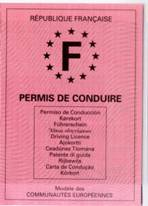 RÉPUBLIQUE FRANÇAISE
F
PERMIS DE CONDUIRE
Permiso de Conducción
Kørekort
Führerschein
Driving Licence
Ajokortti
Ceadúnas Tiomána
Patente di guida
Rijbewijs
Carta de Condução
Körkort
Modèle des
COMMUNAUTÉS EUROPÉENNES